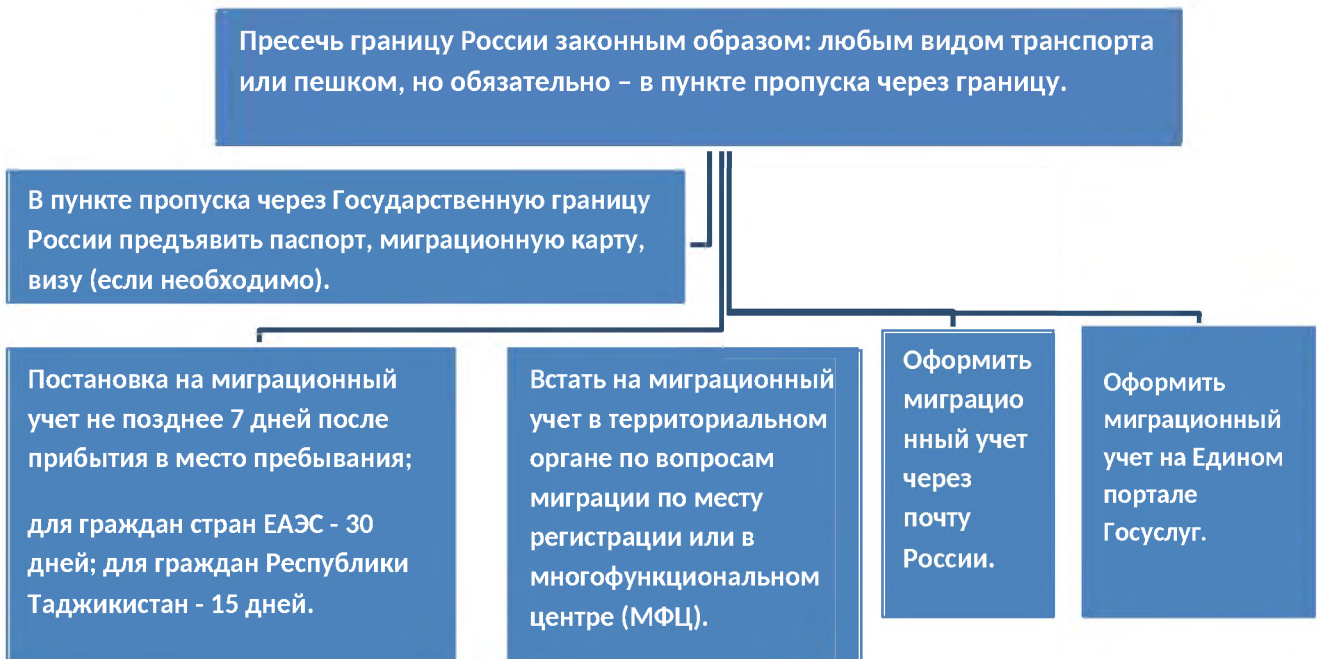 Пресечь границу России законным образом: любым видом транспорта
или пешком, но обязательно – в пункте пропуска через границу.
В пункте пропуска через Государственную границу
России предъявить паспорт, миграционную карту,
визу (если необходимо).
Постановка на миграционный
учет не позднее 7 дней после
прибытия в место пребывания;
для граждан стран ЕАЭС - 30
дней; для граждан Республики
Таджикистан - 15 дней.
Встать на миграционный
учет в территориальном
органе по вопросам
миграции по месту
регистрации или в
многофункциональном
центре (МФЦ).
Оформить
миграцио
нный учет
через
почту
России.
Оформить
миграционный
учет на Едином
портале
Госуслуг.